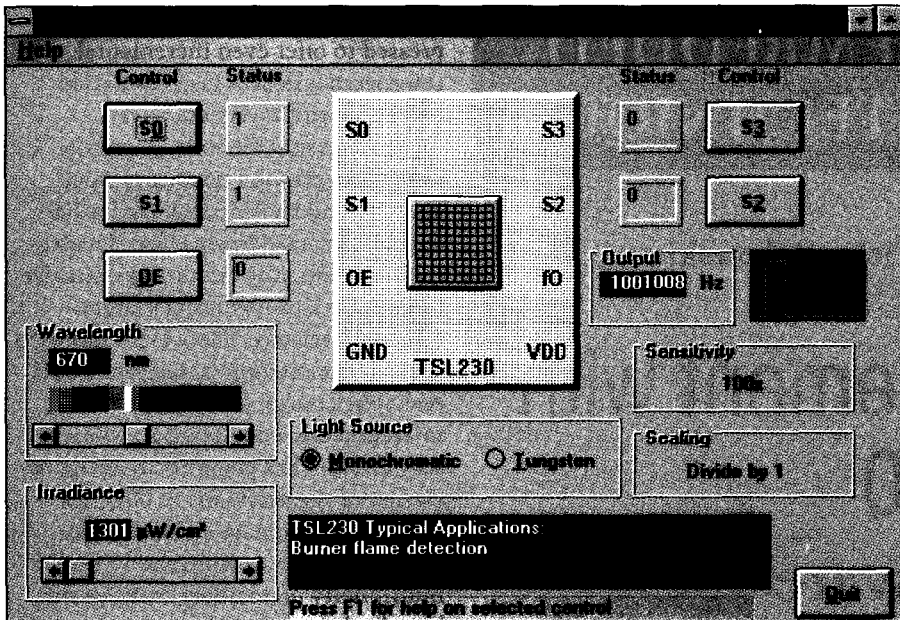 Help
Control Status Status Control
S0 1 S0 S3 0 S3
S1 1 S1 S2 0 S2
OE 0 OE fO
Output
1001008 Hz
Wavelength
670 nm
GND TSL230 VDD
Sensitivity
100x
Light Source
Monochromatic Tungsten
Scaling
Divide by 1
Irradiance
1301 µW/cm²
TSL230 Typical Applications:
Burner flame detection
Press F1 for help on selected control
Quit